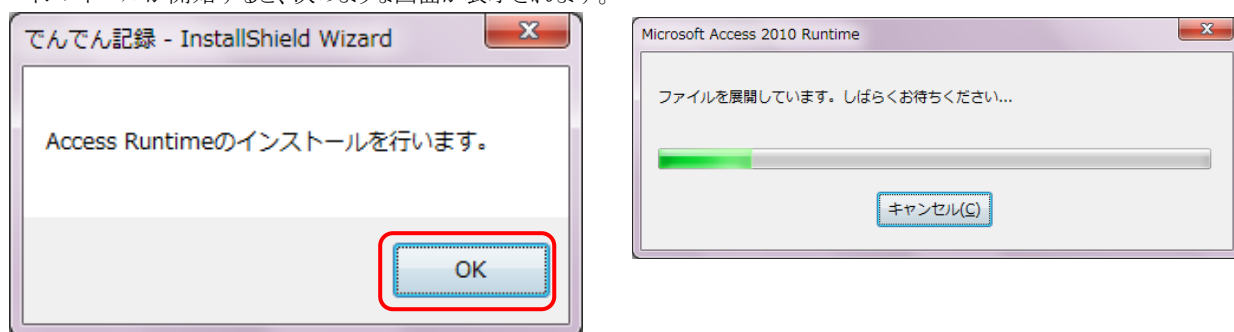 でんでん記録 - InstallShield Wizard
Access Runtimeのインストールを行います。
OK
Microsoft Access 2010 Runtime
ファイルを展開しています。しばらくお待ちください...
キャンセル(C)